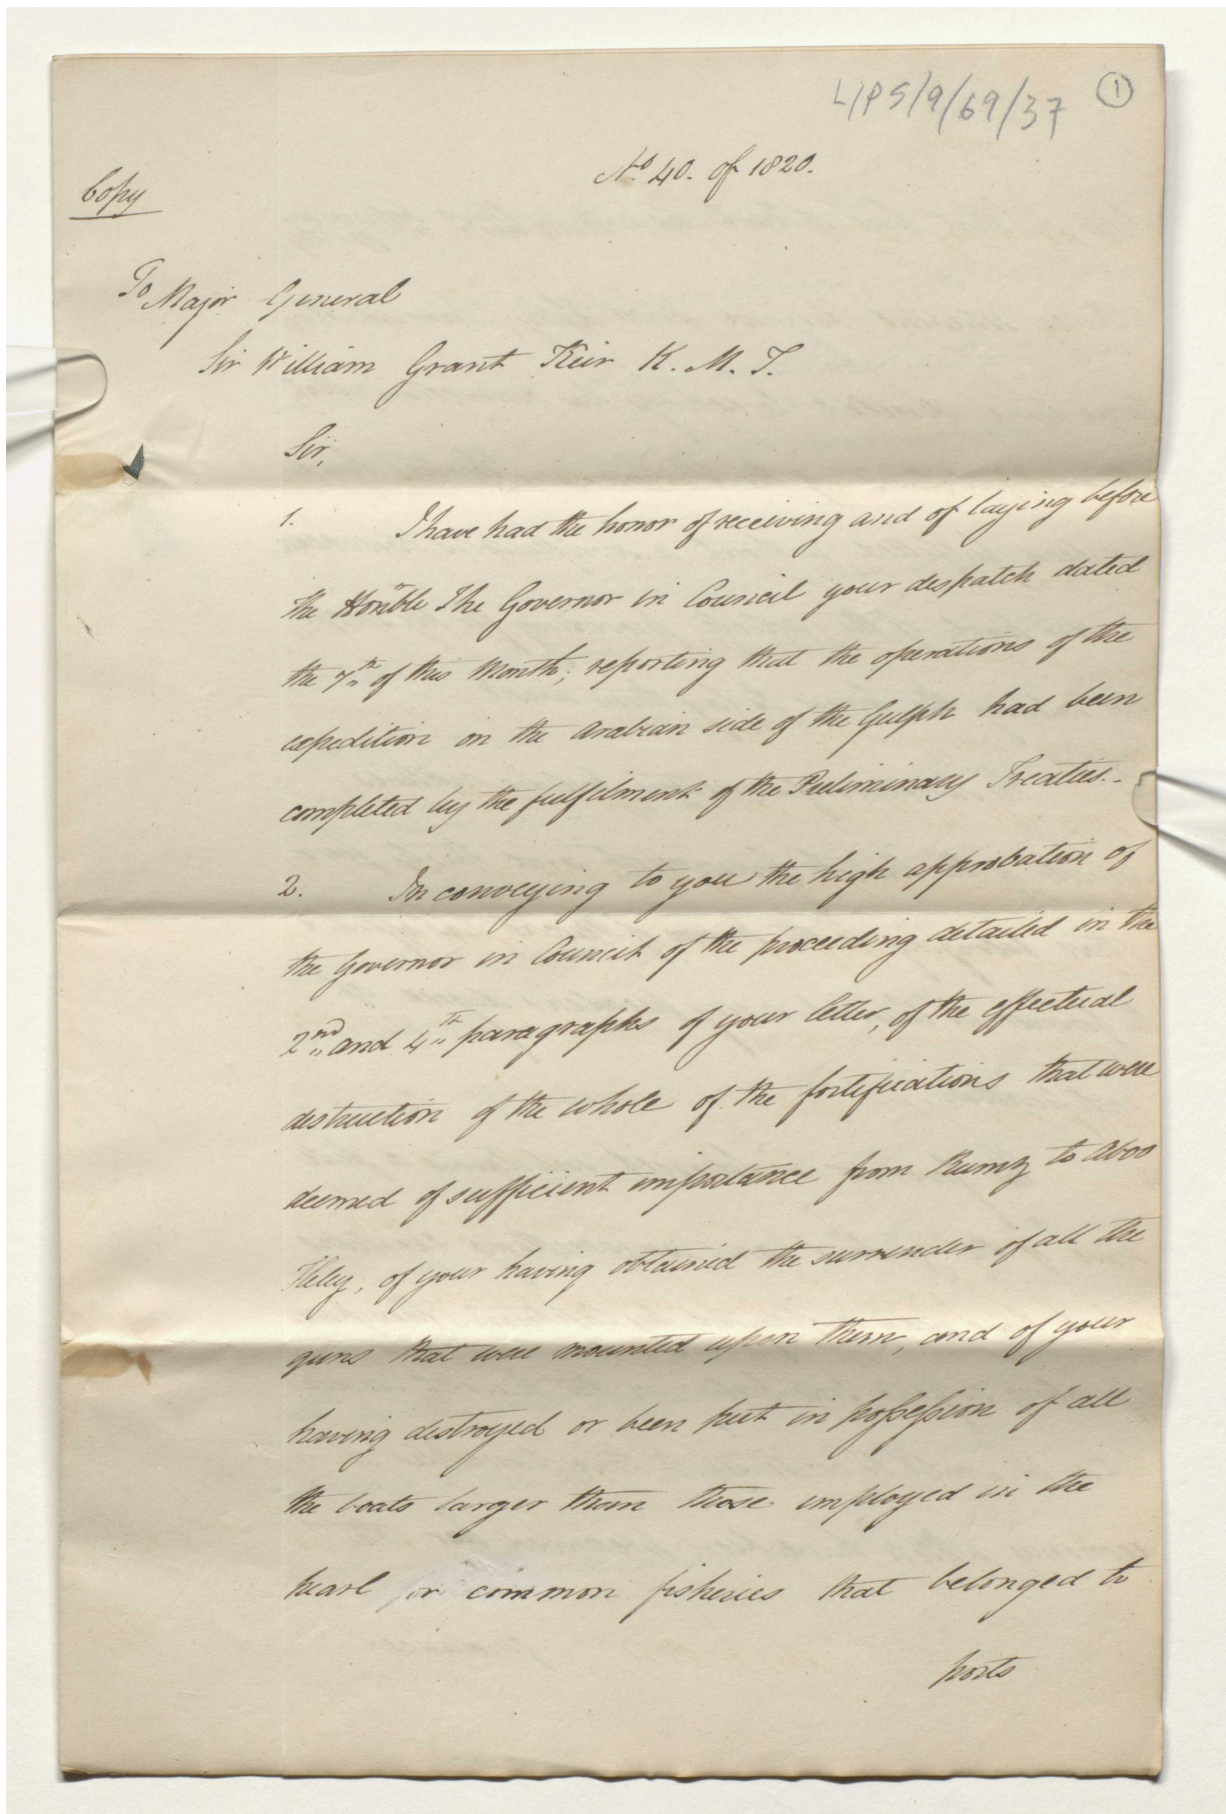 L/PS/9/69/37
1
No. 40. of 1820.
Copy
To Major General
Sir William Grant Keir K. M. T.
Sir,
1. I have had the honor of receiving and of laying before
the Honble The Governor in Council your despatch dated
the 7th of this Month, reporting that the operations of the
expedition on the Arabian side of the Gulph had been
completed by the fulfilment of the Preliminary Treaties.-
2. In conveying to you the high approbation of
the Governor in Council of the proceeding detailed in the
2nd and 4th paragraphs of your letter, of the effectual
destruction of the whole of the fortifications that were
deemed of sufficient importance from Rumz to Aboo
Heley, of your having obtained the surrender of all the
guns that were mounted upon them, and of your
having destroyed or been put in possession of all
the boats larger than those employed in the
pearl or common fisheries that belonged to
ports